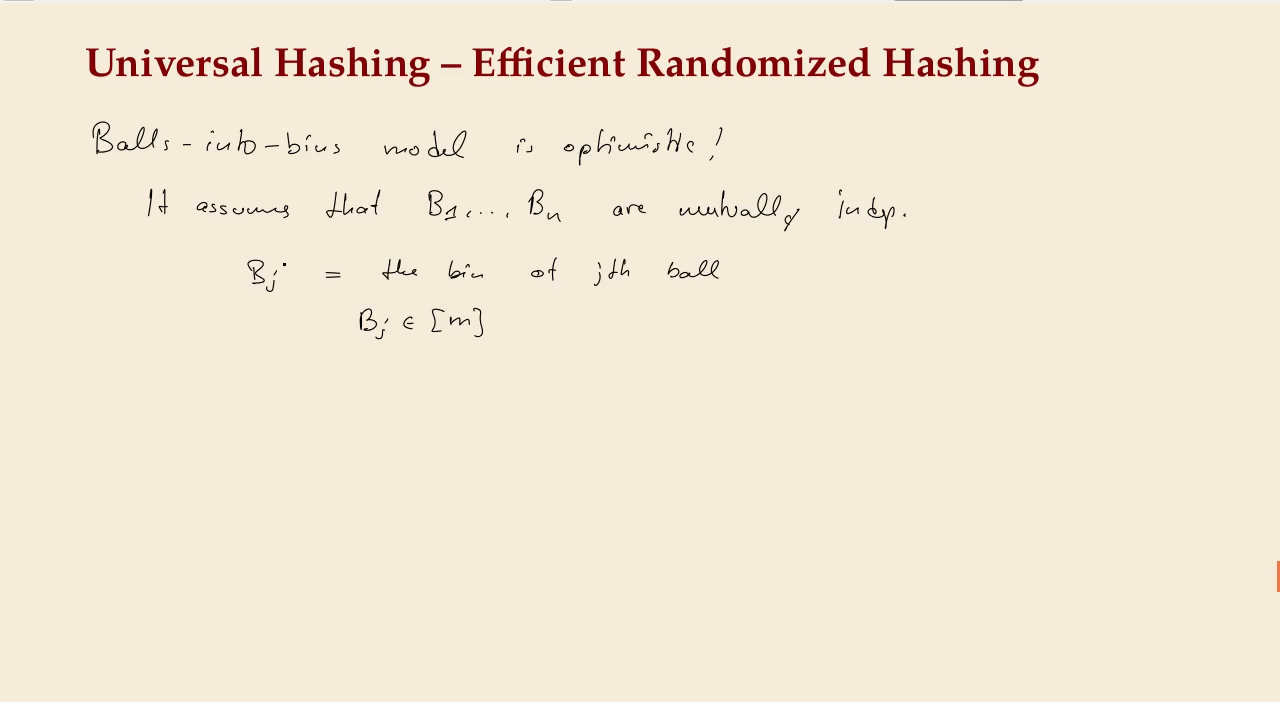 Universal Hashing – Efficient Randomized Hashing
Balls-into-bins model is optimistic!
It assumes that B₁,..., Bₙ are mutually indep.
Bⱼ = the bin of jth ball
Bⱼ ∈ [m]